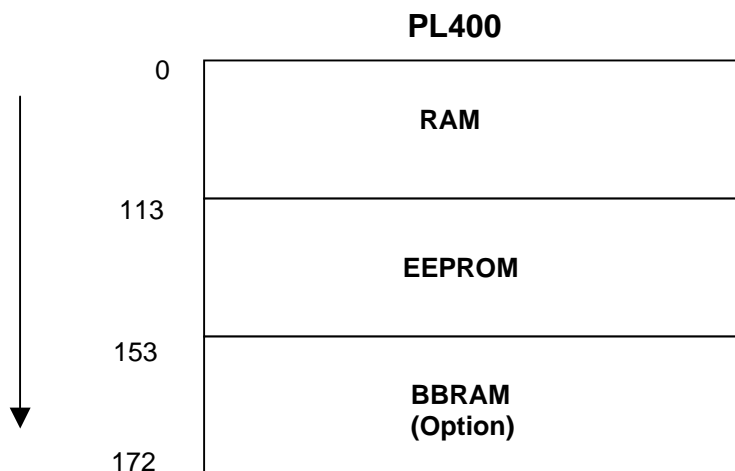 PL400
0
RAM
113
EEPROM
153
BBRAM
(Option)
172